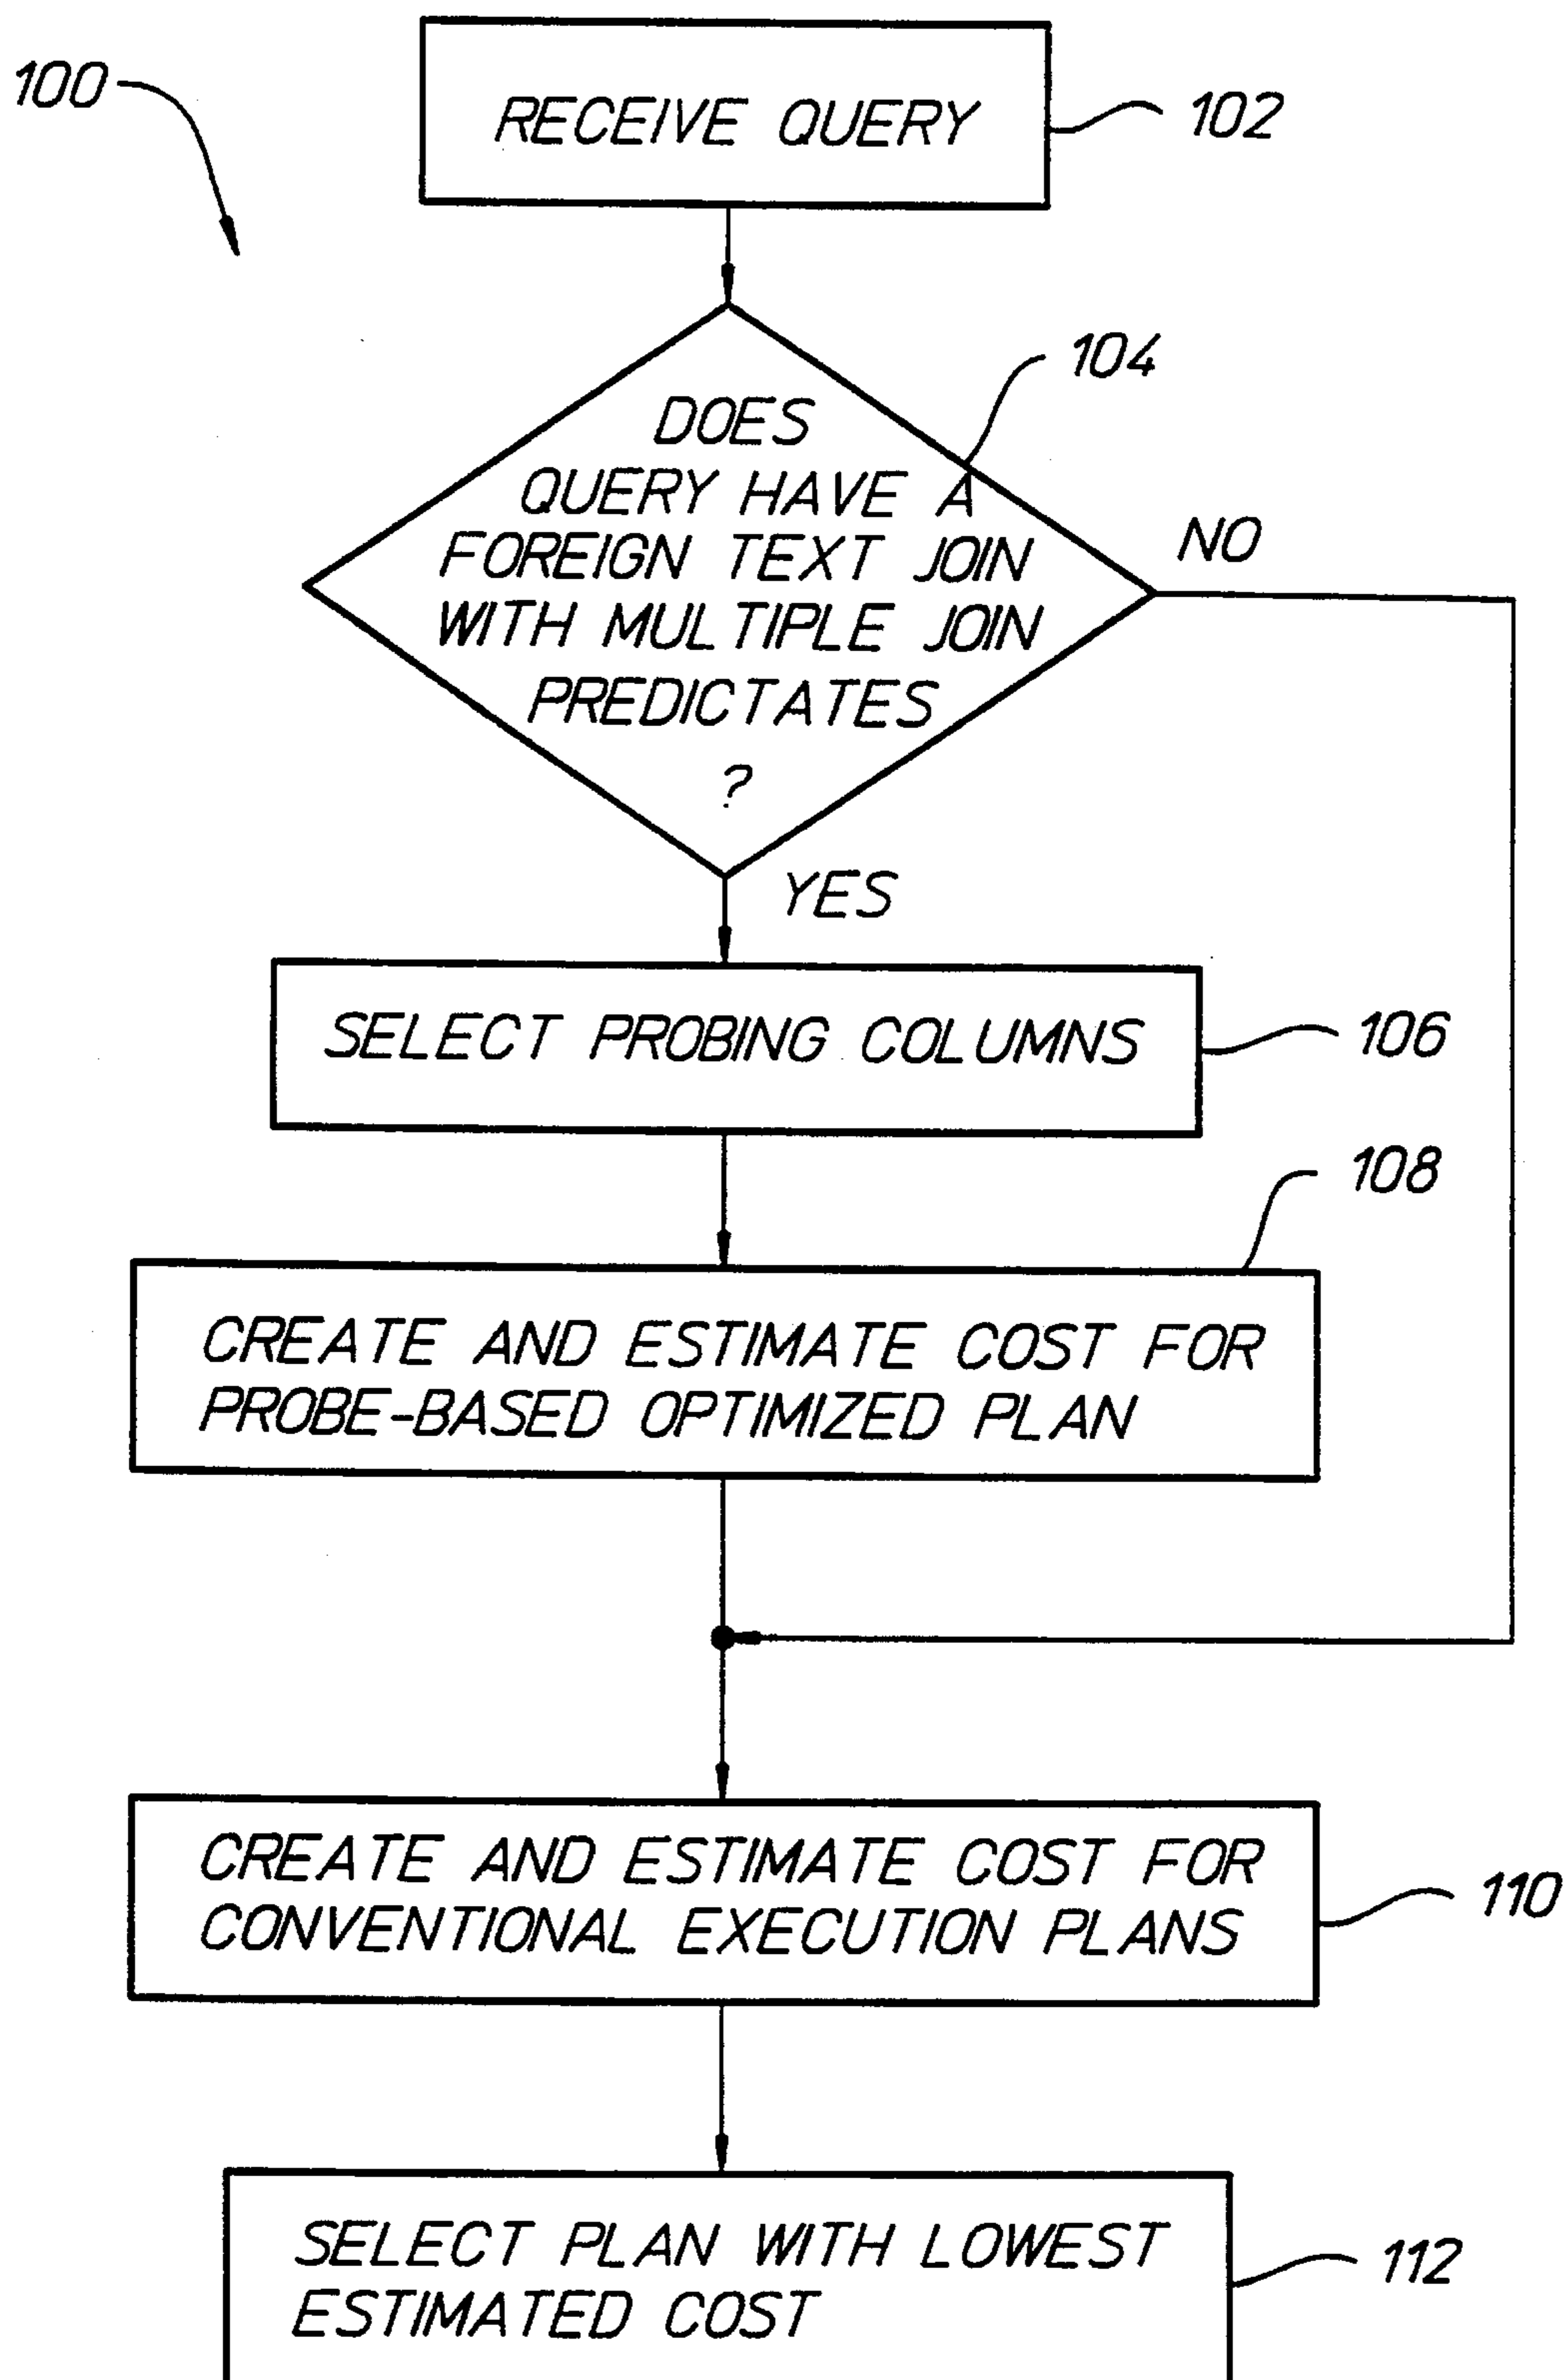 100
RECEIVE QUERY
102
104
DOES
QUERY HAVE A
FOREIGN TEXT JOIN
WITH MULTIPLE JOIN
PREDICTATES
?
NO
YES
SELECT PROBING COLUMNS
106
108
CREATE AND ESTIMATE COST FOR
PROBE-BASED OPTIMIZED PLAN
CREATE AND ESTIMATE COST FOR
CONVENTIONAL EXECUTION PLANS
110
SELECT PLAN WITH LOWEST
ESTIMATED COST
112